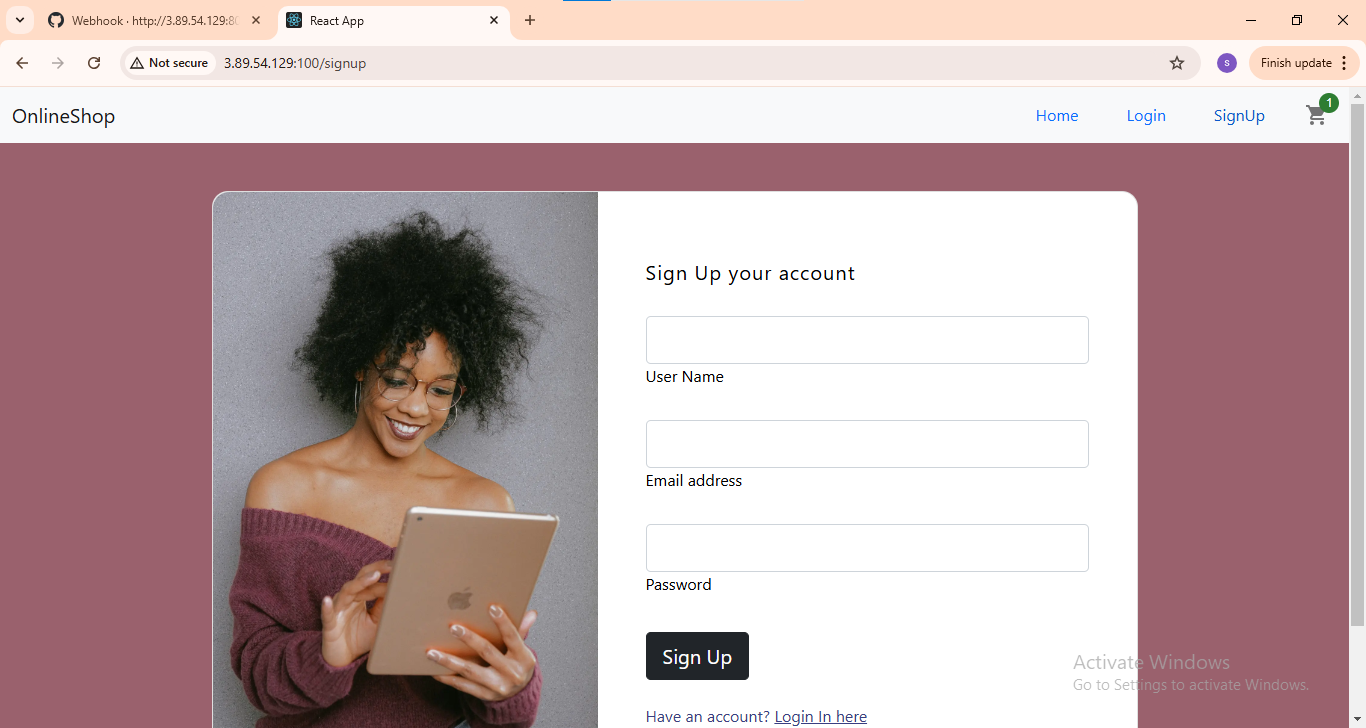 Webhook · http://3.89.54.129:80
React App
Not secure
3.89.54.129:100/signup
s
Finish update
OnlineShop
Home
Login
SignUp
1
Sign Up your account
User Name
Email address
Password
Sign Up
Have an account? Login In here
Activate Windows
Go to Settings to activate Windows.